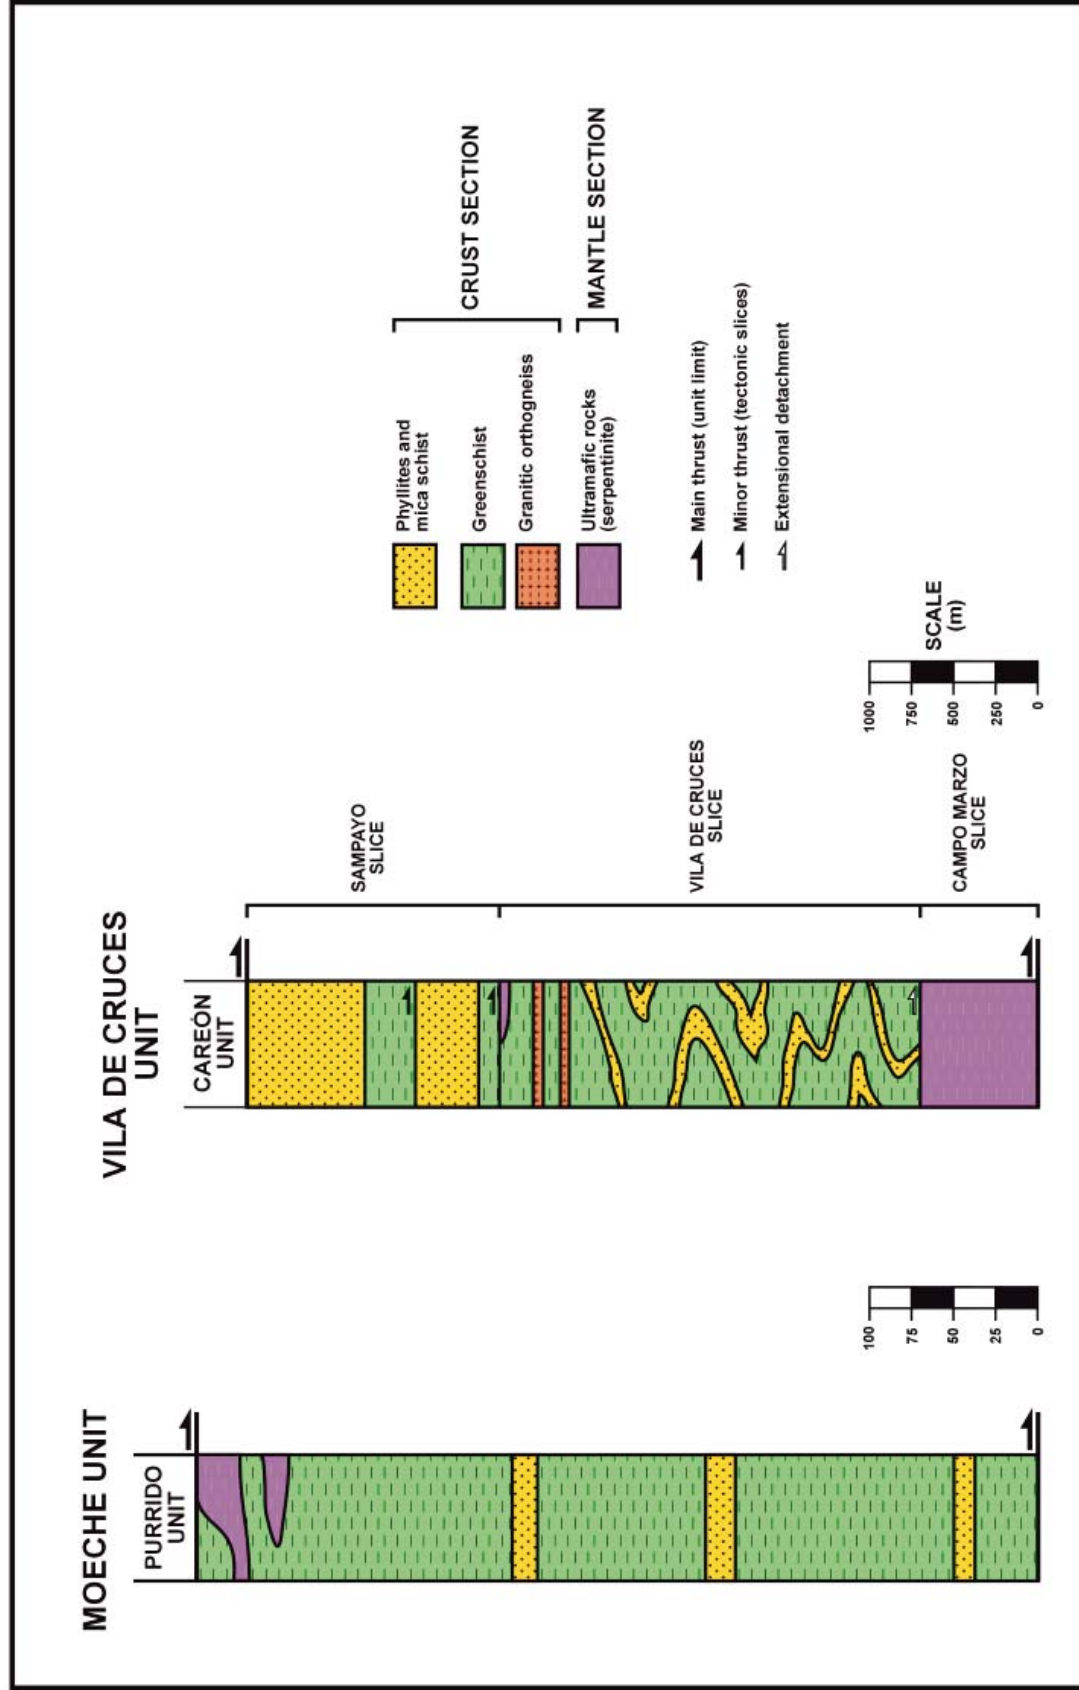 MOECHE UNIT
PURRIDO
UNIT
100
75
50
25
0
VILA DE CRUCES
UNIT
CAREÓN
UNIT
SAMPAYO
SLICE
VILA DE CRUCES
SLICE
CAMPO MARZO
SLICE
1000
750
500
250
0
SCALE
(m)
Phyllites and
mica schist
Greenschist
Granitic orthogneiss
Ultramafic rocks
(serpentinite)
CRUST SECTION
MANTLE SECTION
Main thrust (unit limit)
Minor thrust (tectonic slices)
Extensional detachment